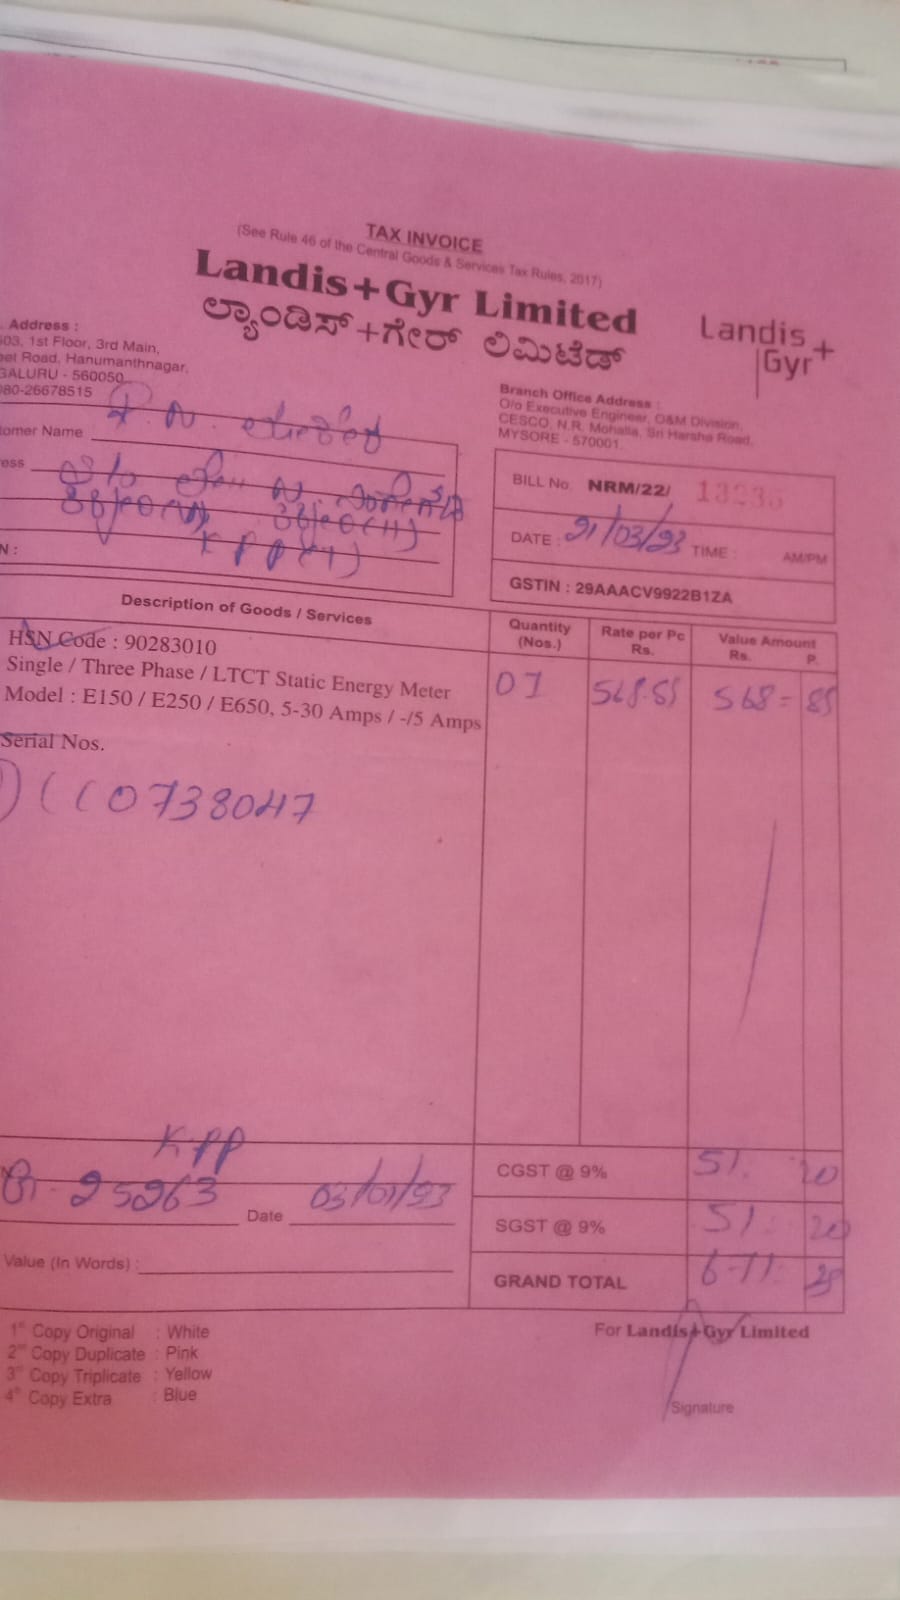 TAX INVOICE
(See Rule 46 of the Central Goods & Services Tax Rules, 2017)
Landis+Gyr Limited
ಲ್ಯಾಂಡಿಸ್+ಗೇರ್ ಲಿಮಿಟೆಡ್
Landis
Gyr+
Address :
1st Floor, 3rd Main,
Road, Hanumanthnagar,
560050
080-26678515
Branch Office Address :
O/o Executive Engineer, O&M Division,
CESCO, N.R. Mohalla, Sri Harsha Road,
MYSORE - 570001.
Name
BILL No. NRM/22/
DATE : 21/03/23 TIME : AM/PM
GSTIN : 29AAACV9922B1ZA
Description of Goods / Services
Quantity (Nos.)
Rate per Pc Rs.
Value Amount Rs. P.
HSN Code : 90283010
Single / Three Phase / LTCT Static Energy Meter
Model : E150 / E250 / E650, 5-30 Amps / -/5 Amps
01 568.85 568= 85
Serial Nos.
0738047
KPP
25263 Date
CGST @ 9% 51. 20
SGST @ 9% 51. 20
Value (In Words) :
GRAND TOTAL 671. 25
1st Copy Original : White
2nd Copy Duplicate : Pink
3rd Copy Triplicate : Yellow
4th Copy Extra : Blue
For Landis+Gyr Limited
Signature